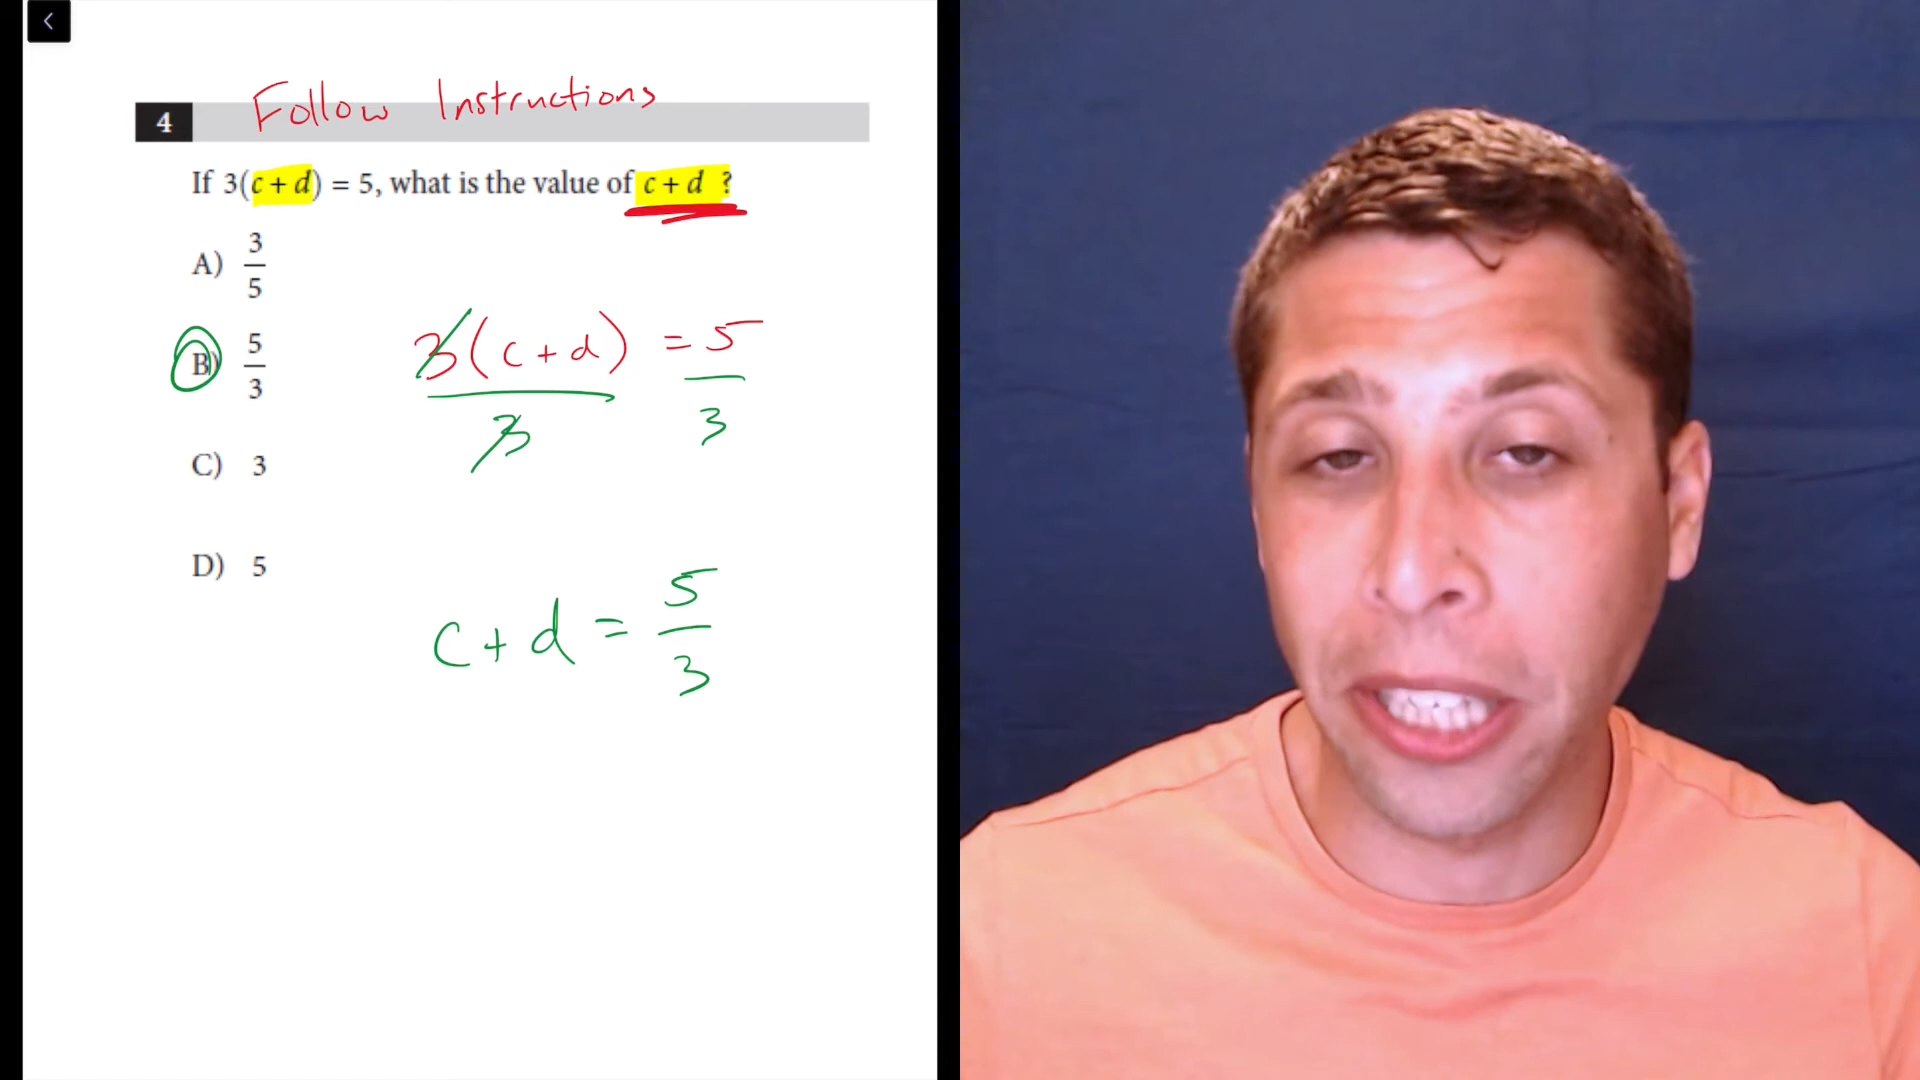 Follow Instructions
4
If 3(c + d) = 5, what is the value of c + d ?
A) 3/5
B) 5/3
C) 3
D) 5
3(c+d) = 5
3 3
c+d = 5/3